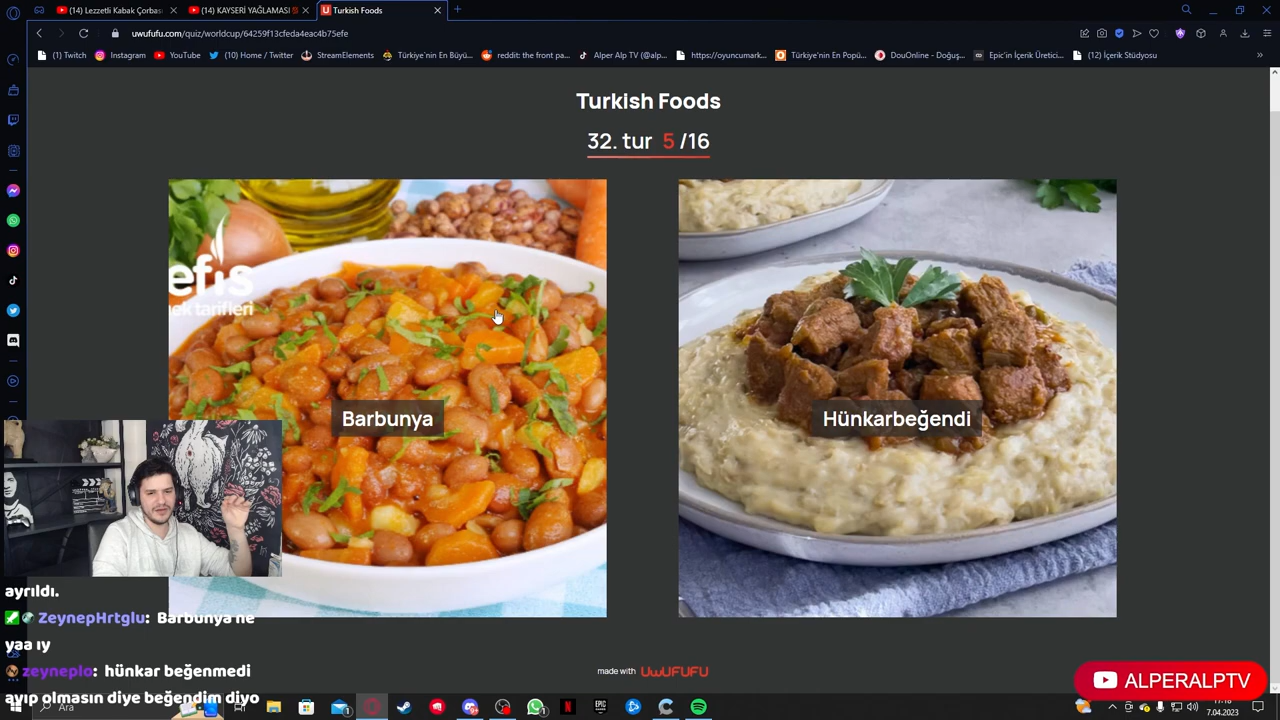 (14) Lezzetli Kabak Çorbası
(14) KAYSERİ YAĞLAMASI
Turkish Foods
uwufufu.com/quiz/worldcup/64259f13cfeda4eac4b75efe
(1) Twitch
Instagram
YouTube
(10) Home / Twitter
StreamElements
Türkiye'nin En Büyü...
reddit: the front pa...
Alper Alp TV (@alp...
https://oyuncumark...
Türkiye'nin En Popü...
DouOnline - Doğuş...
Epic'in İçerik Üretici...
(12) İçerik Stüdyosu
Turkish Foods
32. tur 5 /16
efis
ek tarifleri
Barbunya
Hünkarbeğendi
ayrıldı.
ZeynepHrtglu: Barbunya ne
yaa ıy
zeyneplo: hünkar beğenmedi
ayıp olmasın diye beğendim diyo
made with UWUFUFU
ALPERALPTV
Ara
7.04.2023